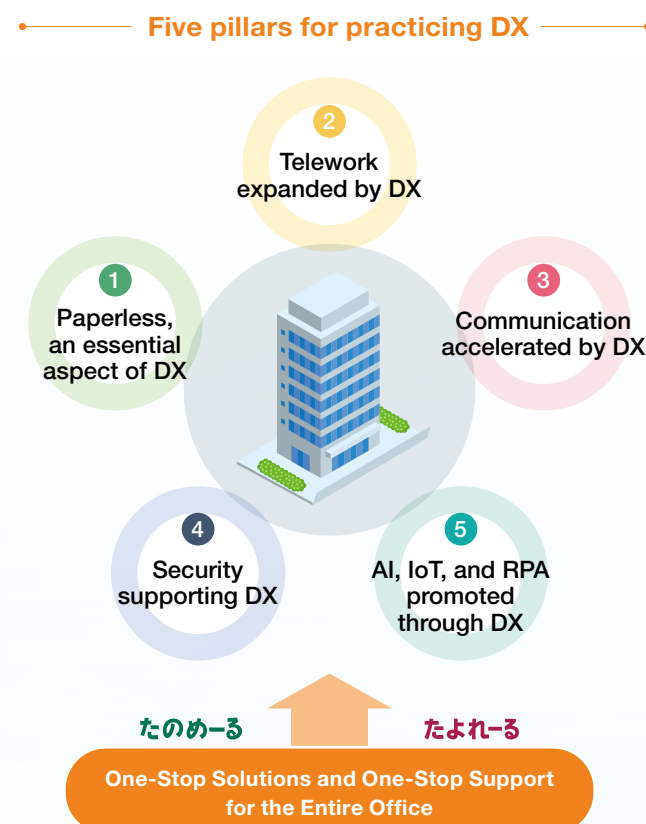 Five pillars for practicing DX
1
Paperless,
an essential
aspect of DX
2
Telework
expanded by DX
3
Communication
accelerated by DX
4
Security
supporting DX
5
AI, IoT, and RPA
promoted
through DX
たのめーる
たよれーる
One-Stop Solutions and One-Stop Support
for the Entire Office